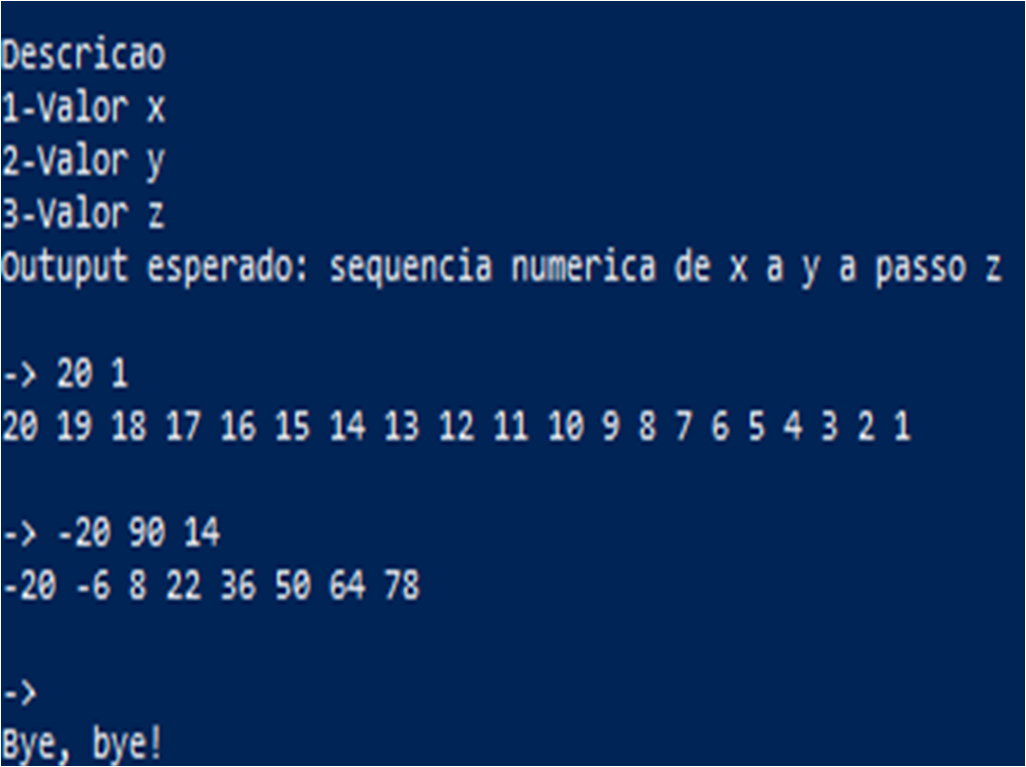 Descricao
1-Valor x
2-Valor y
3-Valor z
Outuput esperado: sequencia numerica de x a y a passo z
-> 20 1
20 19 18 17 16 15 14 13 12 11 10 9 8 7 6 5 4 3 2 1
-> -20 90 14
-20 -6 8 22 36 50 64 78
->
Bye, bye!